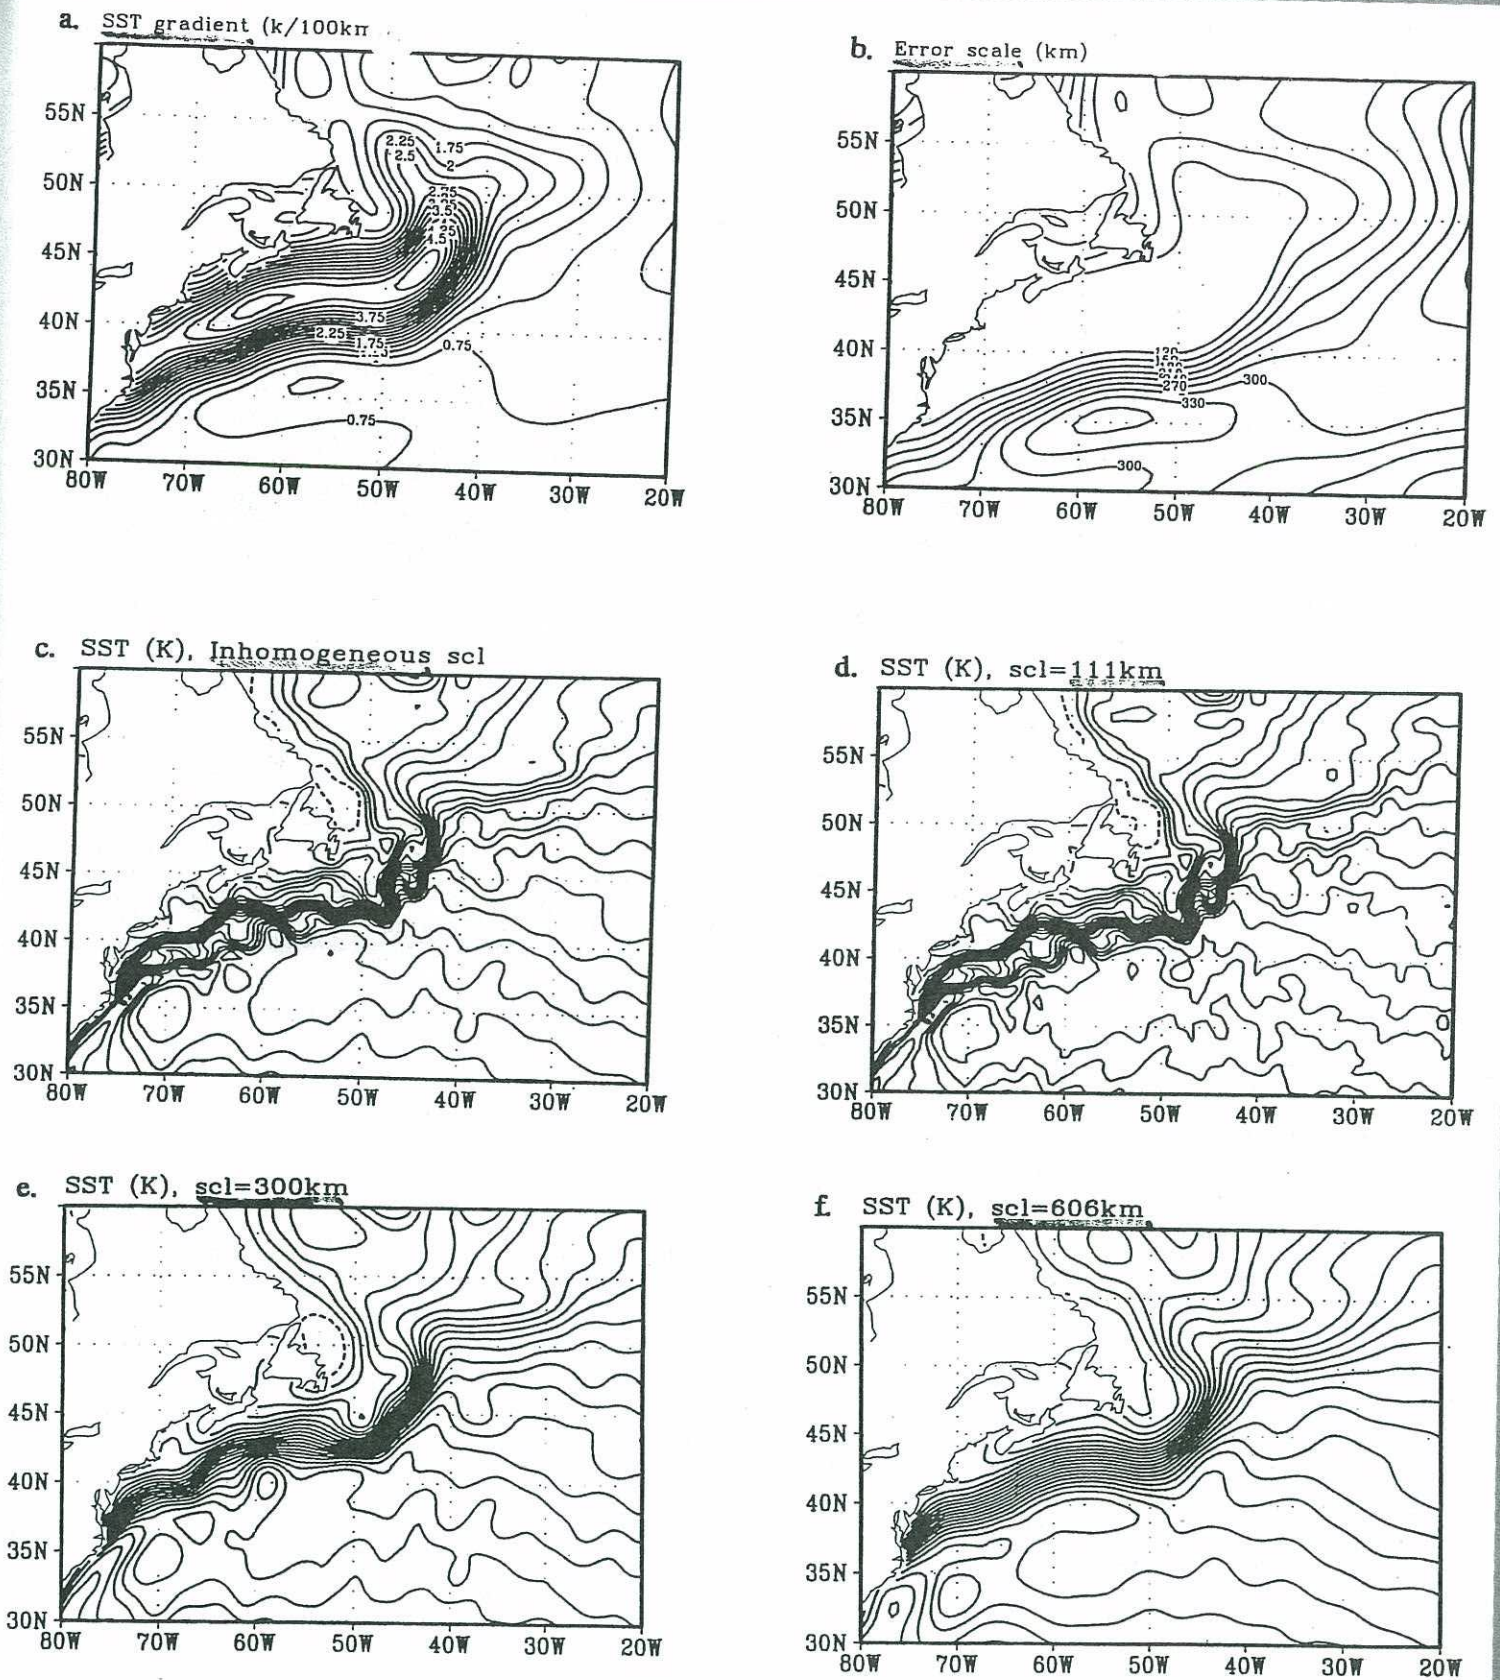 a. SST gradient (k/100km
55N
50N
45N
40N
35N
30N
80W 70W 60W 50W 40W 30W 20W
2.25
2.5
1.75
2
2.75
3.5
4.5
3.75
2.25
1.75
0.75
0.75
b. Error scale (km)
55N
50N
45N
40N
35N
30N
80W 70W 60W 50W 40W 30W 20W
270
300
330
300
c. SST (K), Inhomogeneous scl
55N
50N
45N
40N
35N
30N
80W 70W 60W 50W 40W 30W 20W
d. SST (K), scl=111km
55N
50N
45N
40N
35N
30N
80W 70W 60W 50W 40W 30W 20W
e. SST (K), scl=300km
55N
50N
45N
40N
35N
30N
80W 70W 60W 50W 40W 30W 20W
f. SST (K), scl=606km
55N
50N
45N
40N
35N
30N
80W 70W 60W 50W 40W 30W 20W